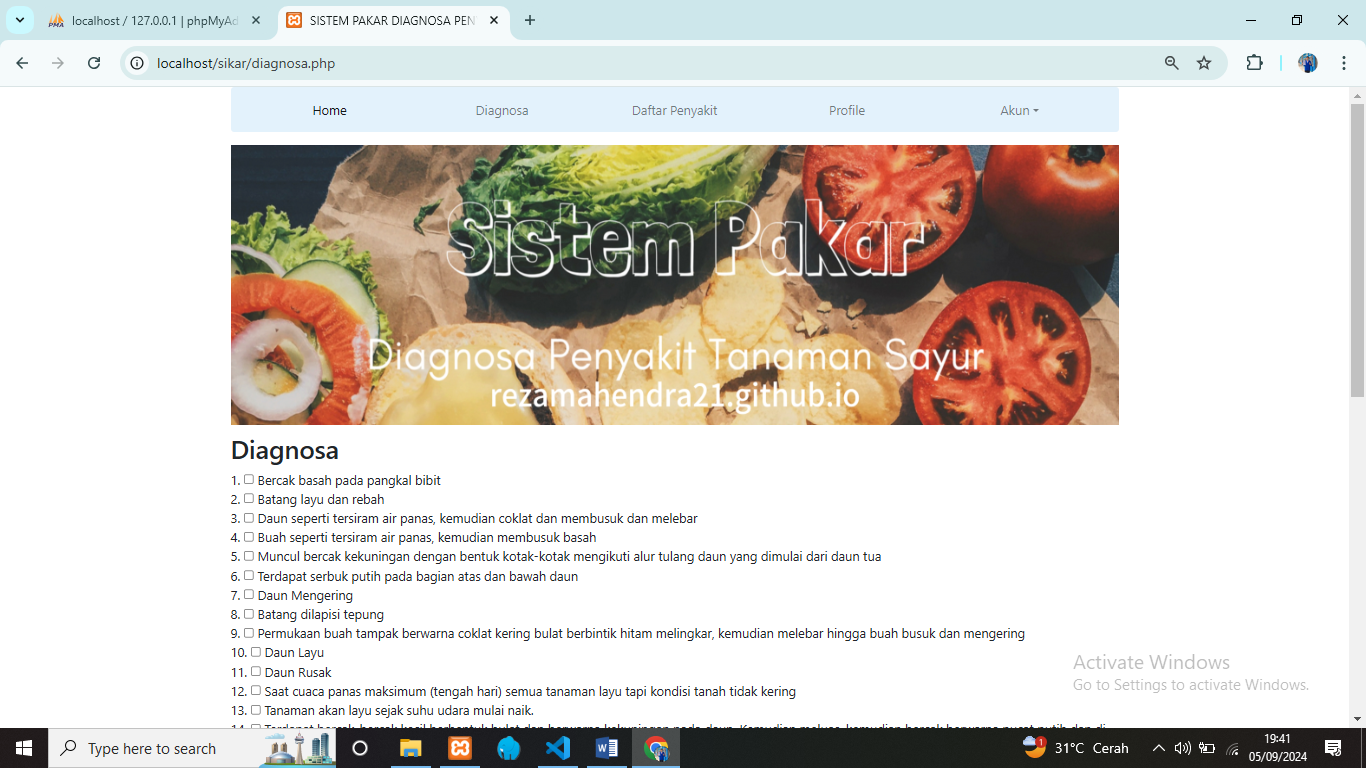 localhost / 127.0.0.1 | phpMyAd
SISTEM PAKAR DIAGNOSA PEN
localhost/sikar/diagnosa.php
Home
Diagnosa
Daftar Penyakit
Profile
Akun
Sistem Pakar
Diagnosa Penyakit Tanaman Sayur
rezamahendra21.github.io
Diagnosa
1. Bercak basah pada pangkal bibit
2. Batang layu dan rebah
3. Daun seperti tersiram air panas, kemudian coklat dan membusuk dan melebar
4. Buah seperti tersiram air panas, kemudian membusuk basah
5. Muncul bercak kekuningan dengan bentuk kotak-kotak mengikuti alur tulang daun yang dimulai dari daun tua
6. Terdapat serbuk putih pada bagian atas dan bawah daun
7. Daun Mengering
8. Batang dilapisi tepung
9. Permukaan buah tampak berwarna coklat kering bulat berbintik hitam melingkar, kemudian melebar hingga buah busuk dan mengering
10. Daun Layu
11. Daun Rusak
12. Saat cuaca panas maksimum (tengah hari) semua tanaman layu tapi kondisi tanah tidak kering
13. Tanaman akan layu sejak suhu udara mulai naik.
Activate Windows
Go to Settings to activate Windows.
Type here to search
1
31°C Cerah
19:41
05/09/2024